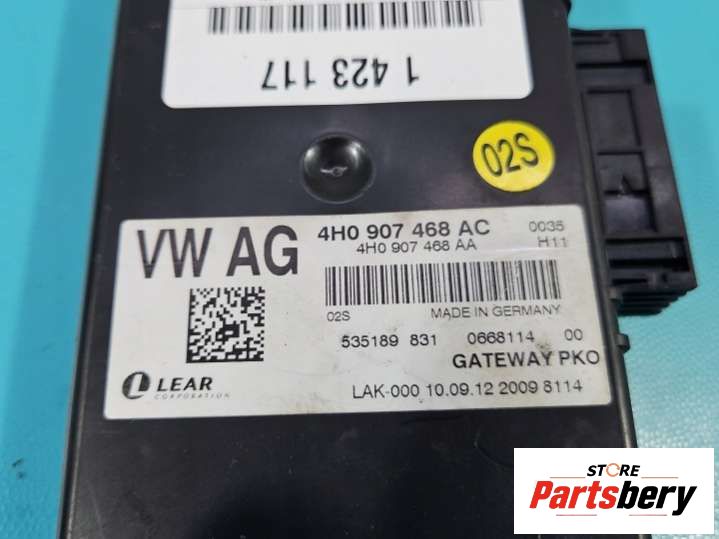 1 423 117
02S
VW AG
4H0 907 468 AC 0035
4H0 907 468 AA H11
02S MADE IN GERMANY
535189 831 0668114 00
GATEWAY PKO
LEAR
CORPORATION
LAK-000 10.09.12 2009 8114
STORE
Partsbery